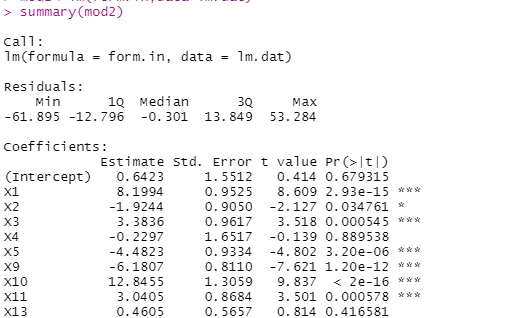 > summary(mod2)
Call:
lm(formula = form.in, data = lm.dat)
Residuals:
Min 1Q Median 3Q Max
-61.895 -12.796 -0.301 13.849 53.284
Coefficients:
Estimate Std. Error t value Pr(>|t|)
(Intercept) 0.6423 1.5512 0.414 0.679315
X1 8.1994 0.9525 8.609 2.93e-15 ***
X2 -1.9244 0.9050 -2.127 0.034761 *
X3 3.3836 0.9617 3.518 0.000545 ***
X4 -0.2297 1.6517 -0.139 0.889538
X5 -4.4823 0.9334 -4.802 3.20e-06 ***
X9 -6.1807 0.8110 -7.621 1.20e-12 ***
X10 12.8455 1.3059 9.837 < 2e-16 ***
X11 3.0405 0.8684 3.501 0.000578 ***
X13 0.4605 0.5657 0.814 0.416581